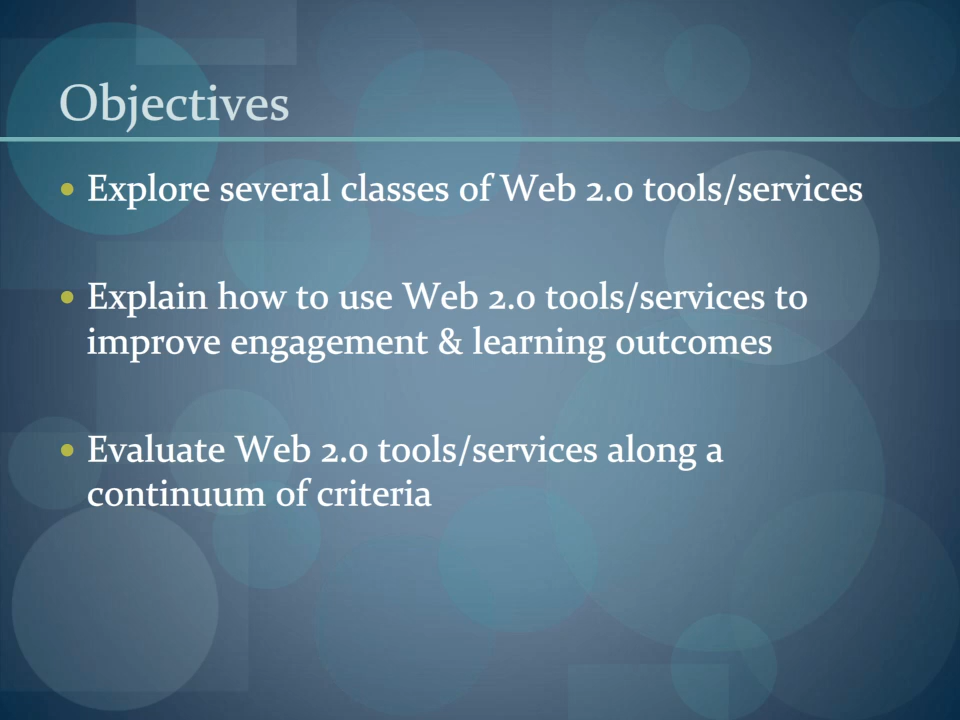 Objectives
• Explore several classes of Web 2.0 tools/services
• Explain how to use Web 2.0 tools/services to
improve engagement & learning outcomes
• Evaluate Web 2.0 tools/services along a
continuum of criteria